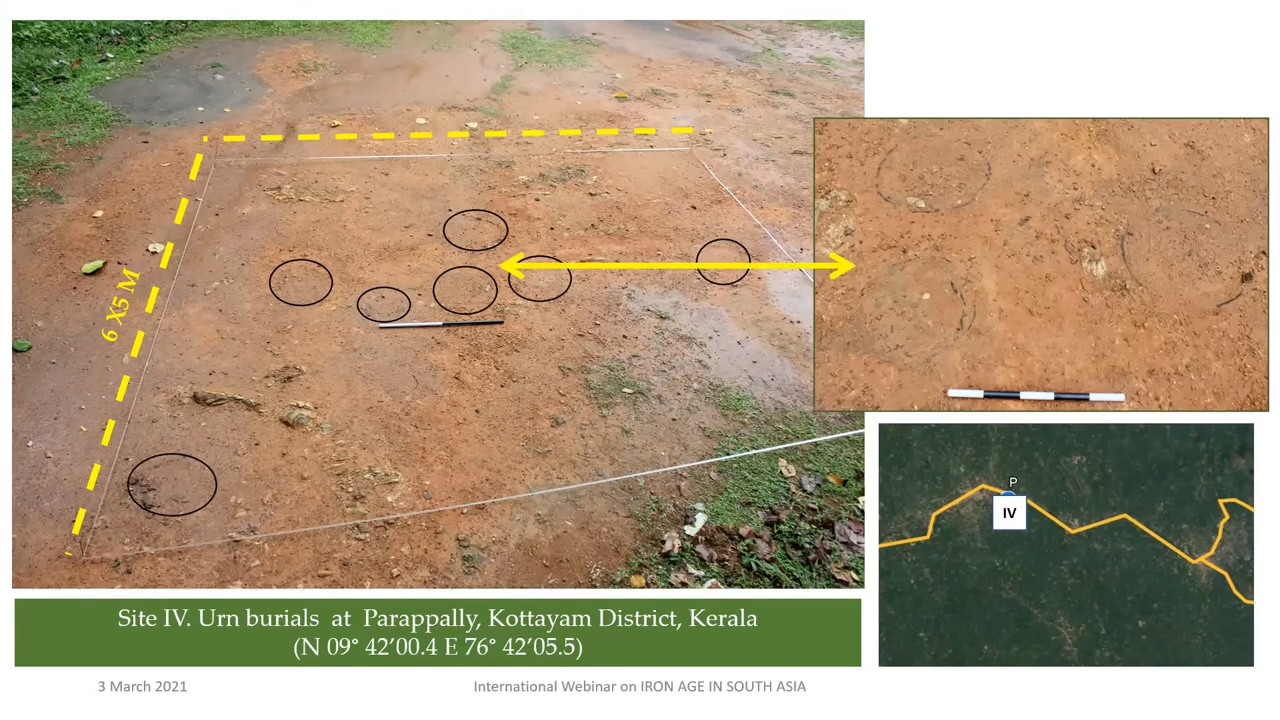 6 X5 M
P
IV
Site IV. Urn burials at Parappally, Kottayam District, Kerala
(N 09° 42’00.4 E 76° 42’05.5)
3 March 2021
International Webinar on IRON AGE IN SOUTH ASIA